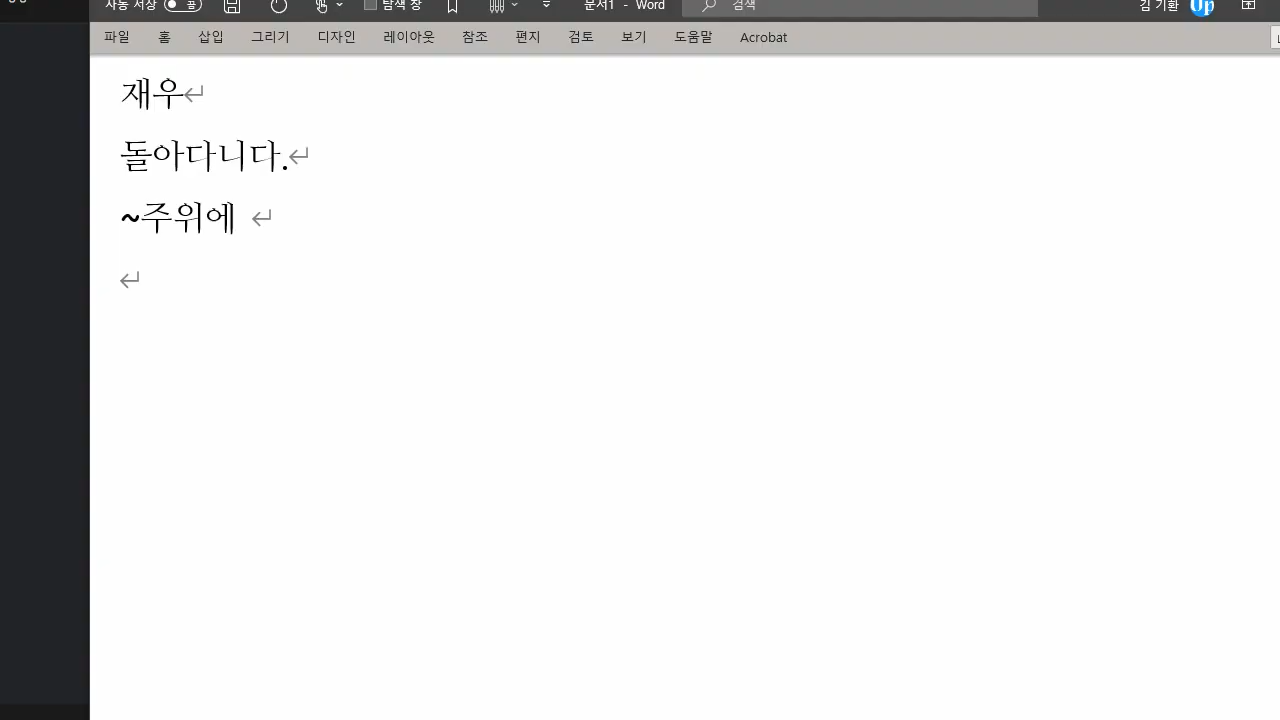 자동 저장 끔 탐색 창 문서1 - Word 검색 김 기환 Up
파일 홈 삽입 그리기 디자인 레이아웃 참조 편지 검토 보기 도움말 Acrobat
재우
돌아다니다.
~주위에